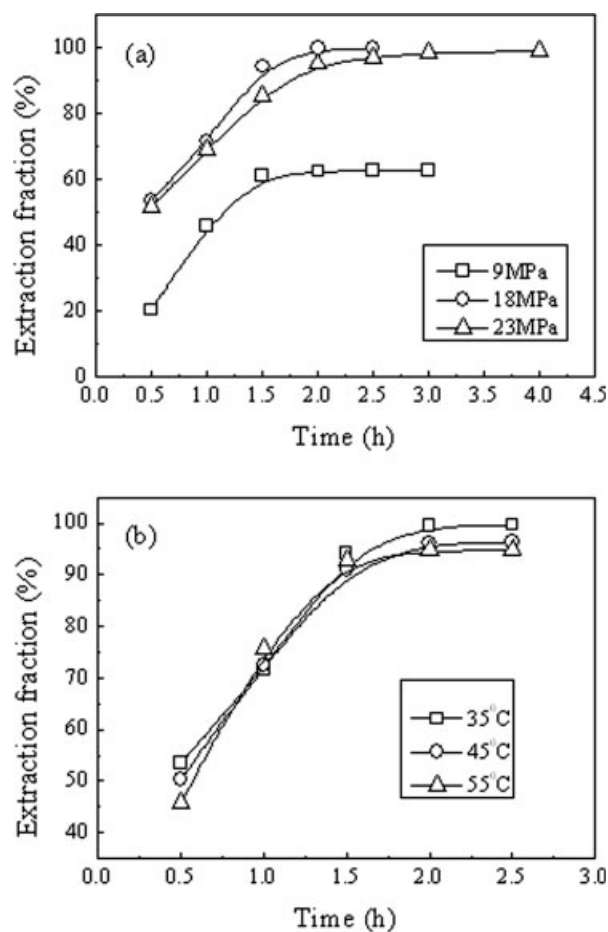 (a)
Extraction fraction (%)
100
80
60
40
20
0
9MPa
18MPa
23MPa
0.0 0.5 1.0 1.5 2.0 2.5 3.0 3.5 4.0 4.5
Time (h)
(b)
Extraction fraction (%)
100
90
80
70
60
50
40
35°C
45°C
55°C
0.0 0.5 1.0 1.5 2.0 2.5 3.0
Time (h)